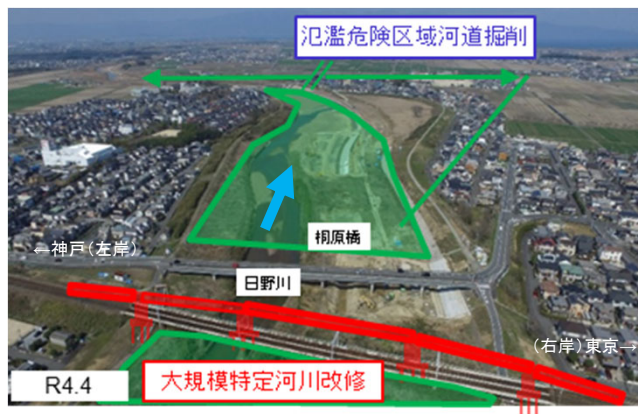 氾濫危険区域河道掘削
桐原橋
←神戸(左岸)
日野川
(右岸)東京→
R4.4
大規模特定河川改修